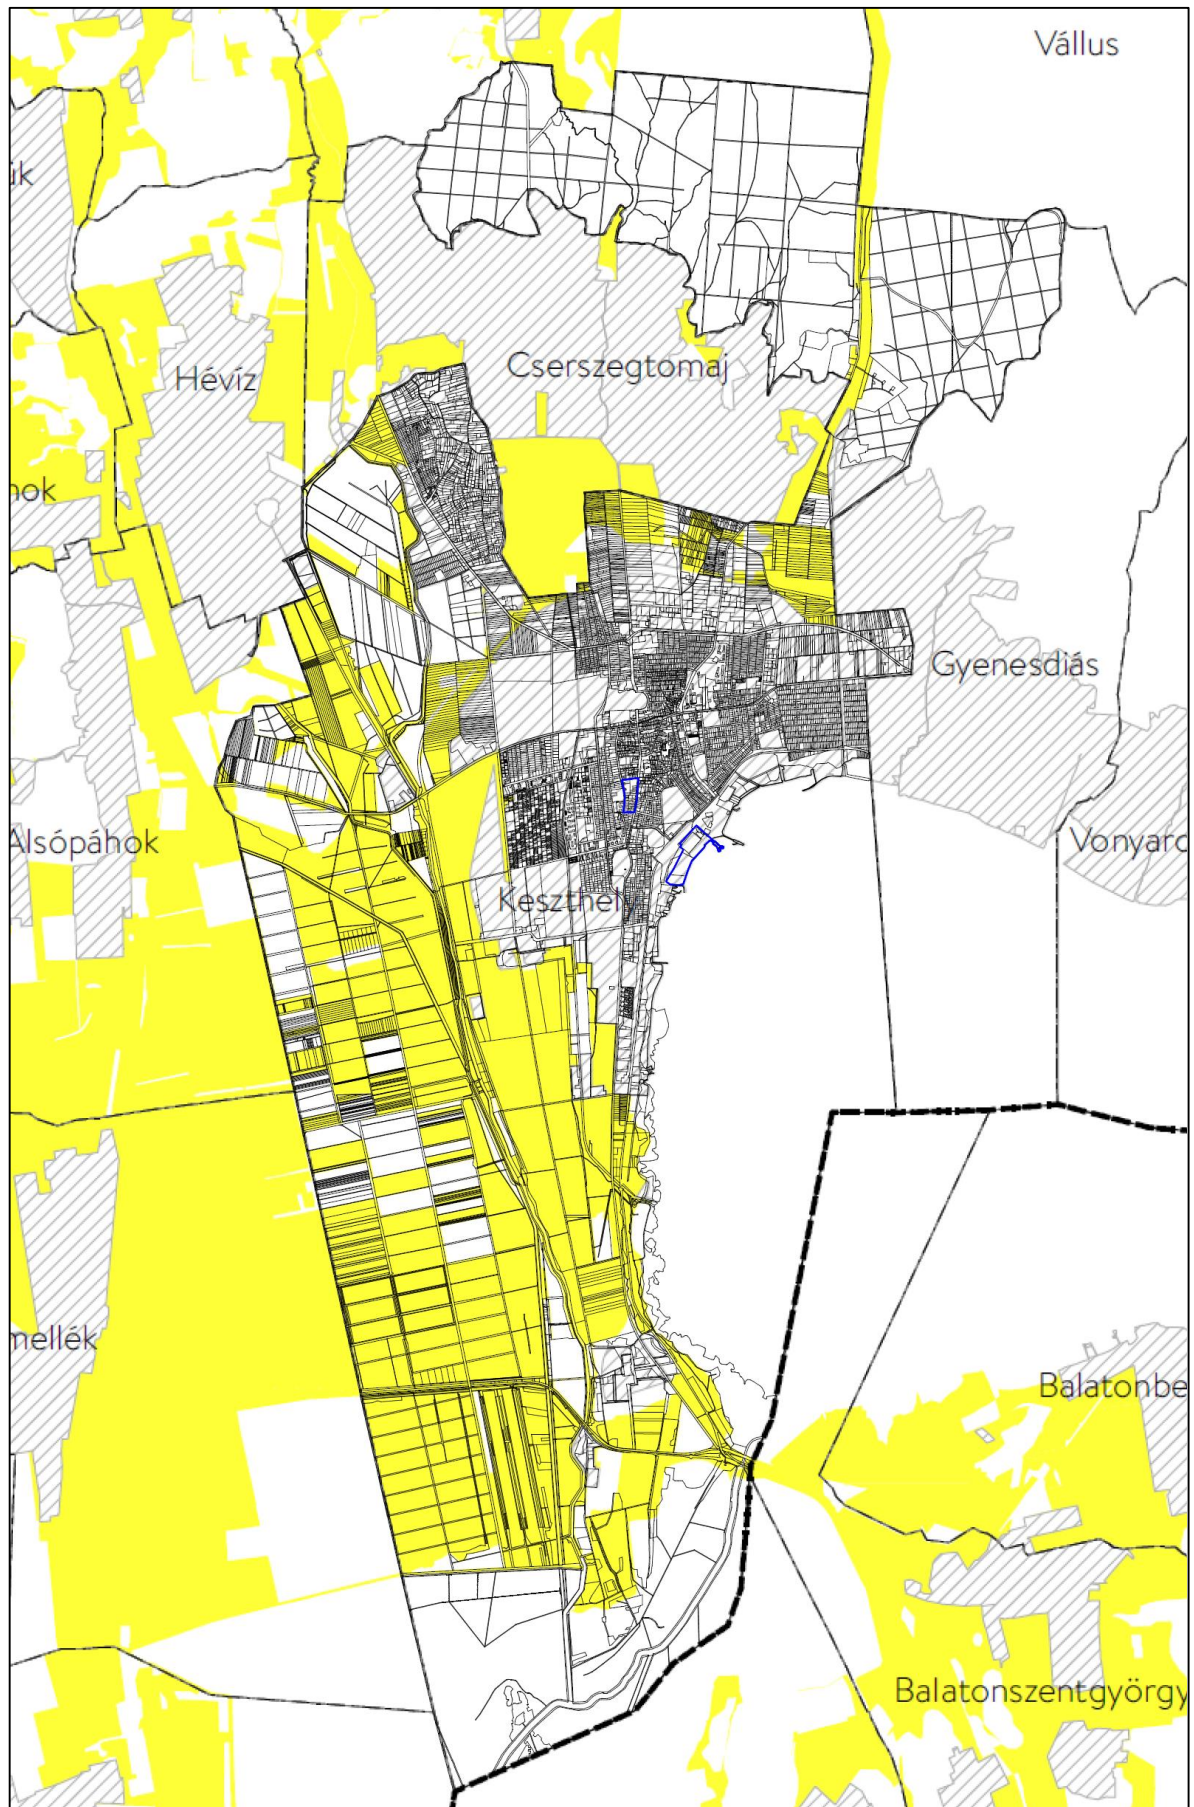 Vállus
ük
Cserszegtomaj
Hévíz
hok
Gyenesdiás
Alsópáhok
Vonyarc
Keszthely
mellék
Balatonbe
Balatonszentgyörgy